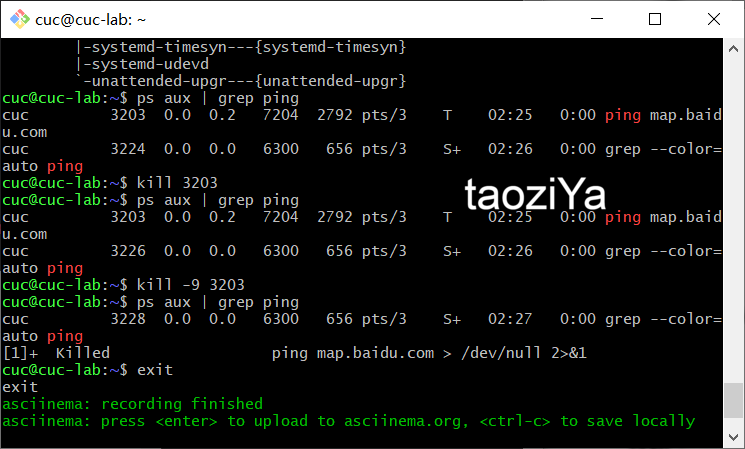 cuc@cuc-lab: ~
|-systemd-timesyn---{systemd-timesyn}
|-systemd-udevd
`-unattended-upgr---{unattended-upgr}
cuc@cuc-lab:~$ ps aux | grep ping
cuc 3203 0.0 0.2 7204 2792 pts/3 T 02:25 0:00 ping map.baid
u.com
cuc 3224 0.0 0.0 6300 656 pts/3 S+ 02:26 0:00 grep --color=
auto ping
cuc@cuc-lab:~$ kill 3203
cuc@cuc-lab:~$ ps aux | grep ping
taoziYa
cuc 3203 0.0 0.2 7204 2792 pts/3 T 02:25 0:00 ping map.baid
u.com
cuc 3226 0.0 0.0 6300 656 pts/3 S+ 02:26 0:00 grep --color=
auto ping
cuc@cuc-lab:~$ kill -9 3203
cuc@cuc-lab:~$ ps aux | grep ping
cuc 3228 0.0 0.0 6300 656 pts/3 S+ 02:27 0:00 grep --color=
auto ping
[1]+ Killed ping map.baidu.com > /dev/null 2>&1
cuc@cuc-lab:~$ exit
exit
asciinema: recording finished
asciinema: press <enter> to upload to asciinema.org, <ctrl-c> to save locally